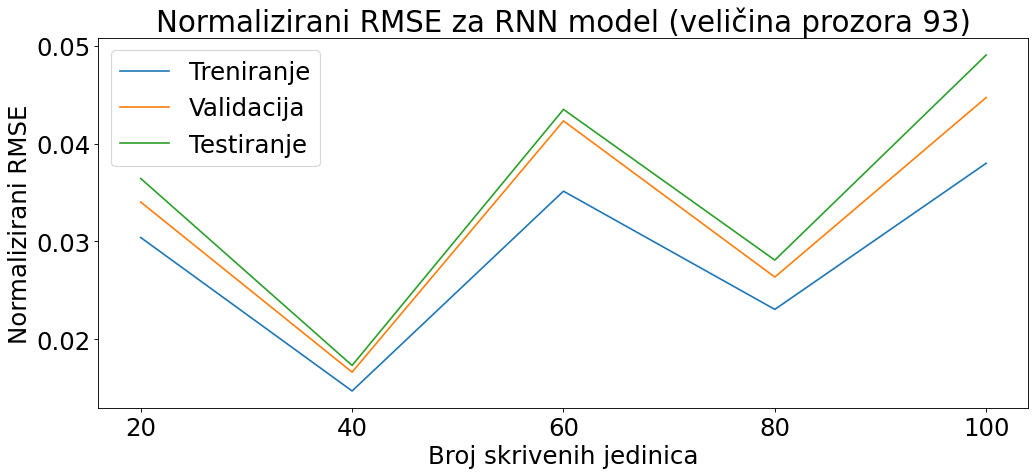 Normalizirani RMSE za RNN model (veličina prozora 93)
Treniranje
Validacija
Testiranje
Normalizirani RMSE
0.05
0.04
0.03
0.02
20 40 60 80 100
Broj skrivenih jedinica